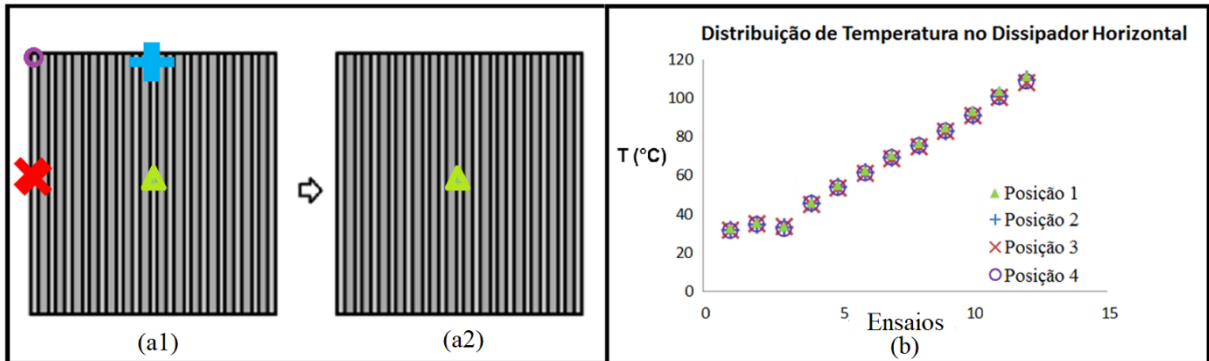 (a1)
(a2)
Distribuição de Temperatura no Dissipador Horizontal
T (°C)
120
100
80
60
40
20
0
0
5
10
15
Posição 1
Posição 2
Posição 3
Posição 4
Ensaios
(b)